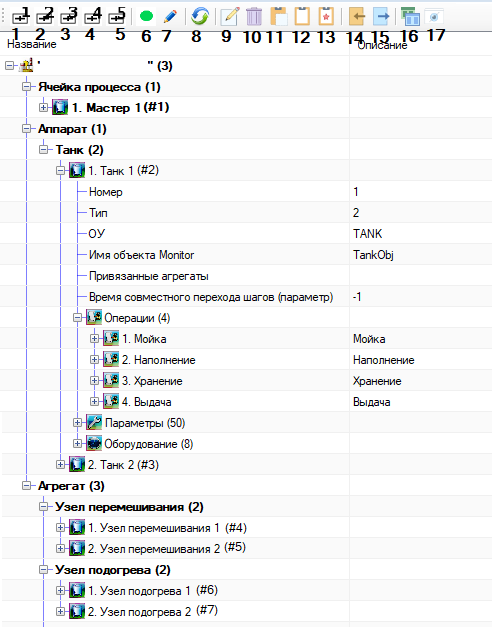 1 2 3 4 5
1 2 3 4 5 6 7 8 9 10 11 12 13 14 15 16 17
Название Описание
' " (3)
Ячейка процесса (1)
1. Мастер 1 (#1)
Аппарат (1)
Танк (2)
1. Танк 1 (#2)
Номер 1
Тип 2
ОУ TANK
Имя объекта Monitor TankObj
Привязанные агрегаты
Время совместного перехода шагов (параметр) -1
Операции (4)
1. Мойка Мойка
2. Наполнение Наполнение
3. Хранение Хранение
4. Выдача Выдача
Параметры (50)
Оборудование (8)
2. Танк 2 (#3)
Агрегат (3)
Узел перемешивания (2)
1. Узел перемешивания 1 (#4)
2. Узел перемешивания 2 (#5)
Узел подогрева (2)
1. Узел подогрева 1 (#6)
2. Узел подогрева 2 (#7)